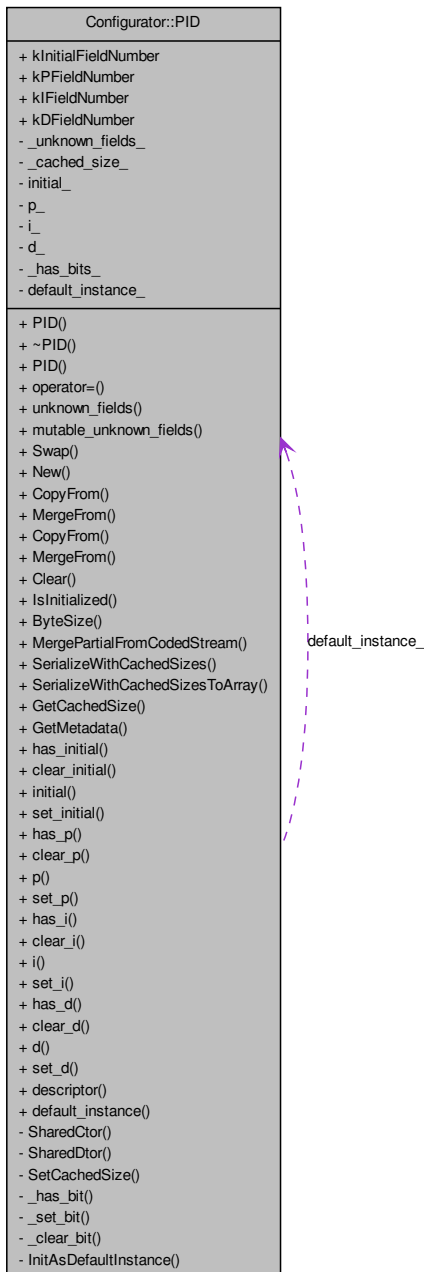 Configurator::PID
+ kInitialFieldNumber
+ kPFieldNumber
+ kIFieldNumber
+ kDFieldNumber
- _unknown_fields_
- _cached_size_
- initial_
- p_
- i_
- d_
- _has_bits_
- default_instance_
+ PID()
+ ~PID()
+ PID()
+ operator=()
+ unknown_fields()
+ mutable_unknown_fields()
+ Swap()
+ New()
+ CopyFrom()
+ MergeFrom()
+ CopyFrom()
+ MergeFrom()
+ Clear()
+ IsInitialized()
+ ByteSize()
+ MergePartialFromCodedStream()
+ SerializeWithCachedSizes()
+ SerializeWithCachedSizesToArray()
+ GetCachedSize()
+ GetMetadata()
+ has_initial()
+ clear_initial()
+ initial()
+ set_initial()
+ has_p()
+ clear_p()
+ p()
+ set_p()
+ has_i()
+ clear_i()
+ i()
+ set_i()
+ has_d()
+ clear_d()
+ d()
+ set_d()
+ descriptor()
+ default_instance()
- SharedCtor()
- SharedDtor()
- SetCachedSize()
- _has_bit()
- _set_bit()
- _clear_bit()
- InitAsDefaultInstance()
default_instance_